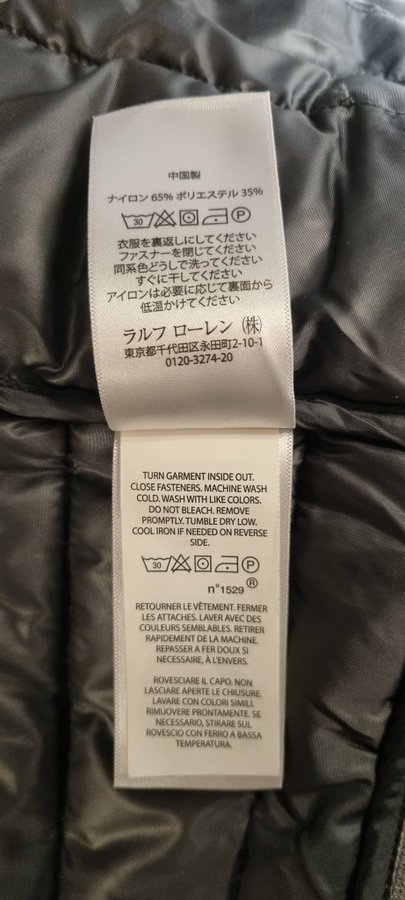 中国製
ナイロン 65% ポリエステル 35%
30 P
衣服を裏返しにしてください
ファスナーを閉じてください
同系色どうしで洗ってください
すぐに干してください
アイロンは必要に応じて裏面から
低温かけてください
ラルフ ローレン (株)
東京都千代田区永田町2-10-1
0120-3274-20
TURN GARMENT INSIDE OUT.
CLOSE FASTENERS. MACHINE WASH
COLD. WASH WITH LIKE COLORS.
DO NOT BLEACH. REMOVE
PROMPTLY. TUMBLE DRY LOW.
COOL IRON IF NEEDED ON REVERSE
SIDE.
30 P
n°1529 ®
RETOURNER LE VÊTEMENT. FERMER
LES ATTACHES. LAVER AVEC DES
COULEURS SEMBLABLES. RETIRER
RAPIDEMENT DE LA MACHINE.
REPASSER A FER DOUX SI
NECESSAIRE, À L'ENVERS.
ROVESCIARE IL CAPO. NON
LASCIARE APERTE LE CHIUSURE.
LAVARE CON COLORI SIMILI.
RIMUOVERE PRONTAMENTE. SE
NECESSARIO, STIRARE SUL
ROVESCIO CON FERRO A BASSA
TEMPERATURA.